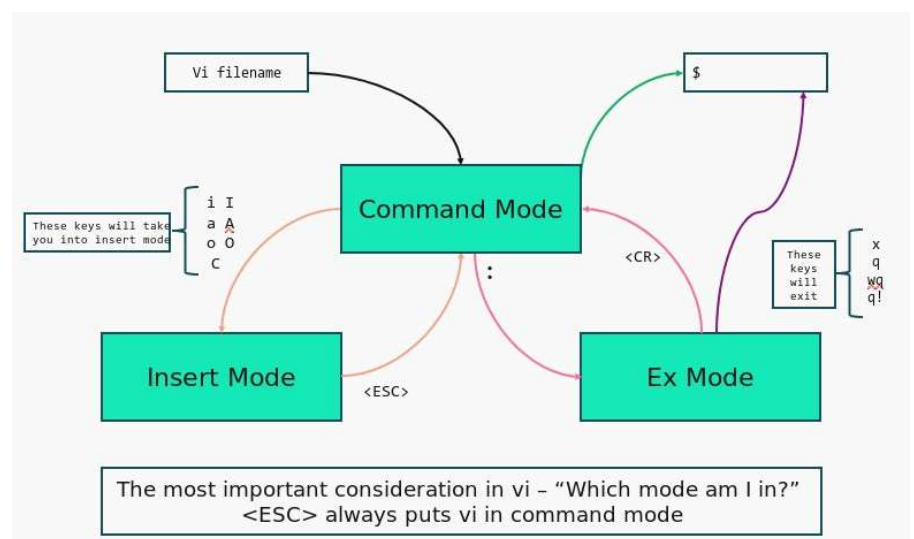 Vi filename
$
Command Mode
These keys will take
you into insert mode
i I
a A
o O
C
:
<CR>
These
keys
will
exit
x
q
wq
q!
Insert Mode
<ESC>
Ex Mode
The most important consideration in vi – “Which mode am I in?”
<ESC> always puts vi in command mode